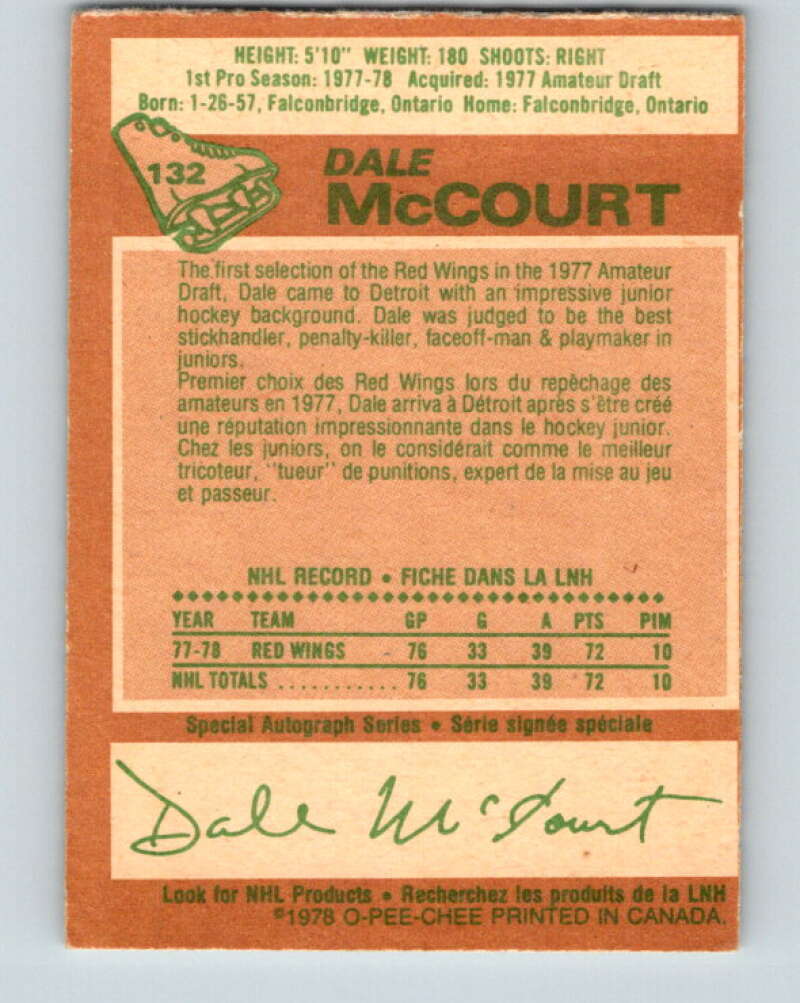 HEIGHT: 5'10" WEIGHT: 180 SHOOTS: RIGHT
1st Pro Season: 1977-78 Acquired: 1977 Amateur Draft
Born: 1-26-57, Falconbridge, Ontario Home: Falconbridge, Ontario
132
DALE
McCOURT
The first selection of the Red Wings in the 1977 Amateur
Draft, Dale came to Detroit with an impressive junior
hockey background. Dale was judged to be the best
stickhandler, penalty-killer, faceoff-man & playmaker in
juniors.
Premier choix des Red Wings lors du repêchage des
amateurs en 1977, Dale arriva à Détroit après s'être créé
une réputation impressionnante dans le hockey junior.
Chez les juniors, on le considérait comme le meilleur
tricoteur, "tueur" de punitions, expert de la mise au jeu
et passeur.
NHL RECORD • FICHE DANS LA LNH
YEAR TEAM GP G A PTS PIM
77-78 RED WINGS 76 33 39 72 10
NHL TOTALS ........... 76 33 39 72 10
Special Autograph Series • Série signée spéciale
Dale McCourt
Look for NHL Products • Recherchez les produits de la LNH
©1978 O-PEE-CHEE PRINTED IN CANADA.